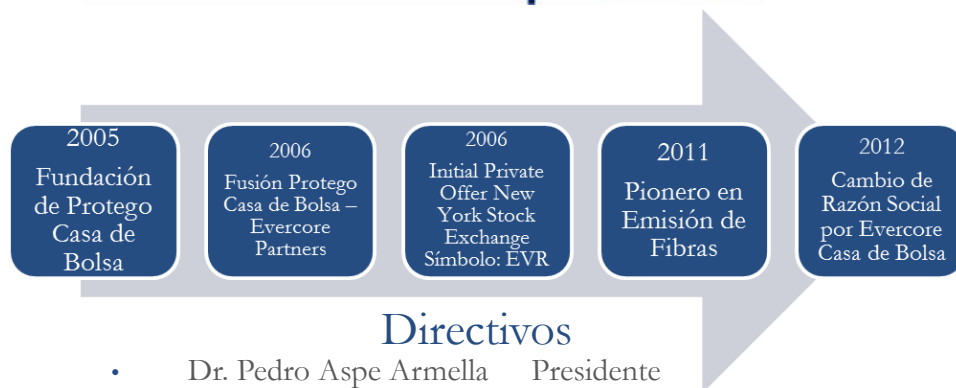 2005
Fundación
de Protego
Casa de
Bolsa
2006
Fusión Protego
Casa de Bolsa –
Evercore
Partners
2006
Initial Private
Offer New
York Stock
Exchange
Símbolo: EVR
2011
Pionero en
Emisión de
Fibras
2012
Cambio de
Razón Social
por Evercore
Casa de Bolsa
Directivos
• Dr. Pedro Aspe Armella Presidente